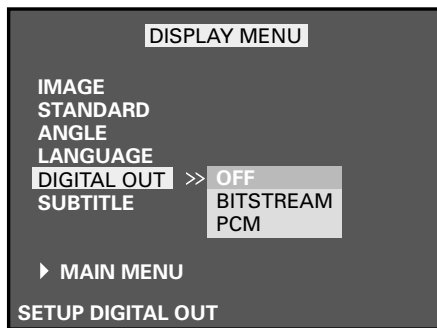 DISPLAY MENU
IMAGE
STANDARD
ANGLE
LANGUAGE
DIGITAL OUT >> OFF
SUBTITLE BITSTREAM
PCM
MAIN MENU
SETUP DIGITAL OUT